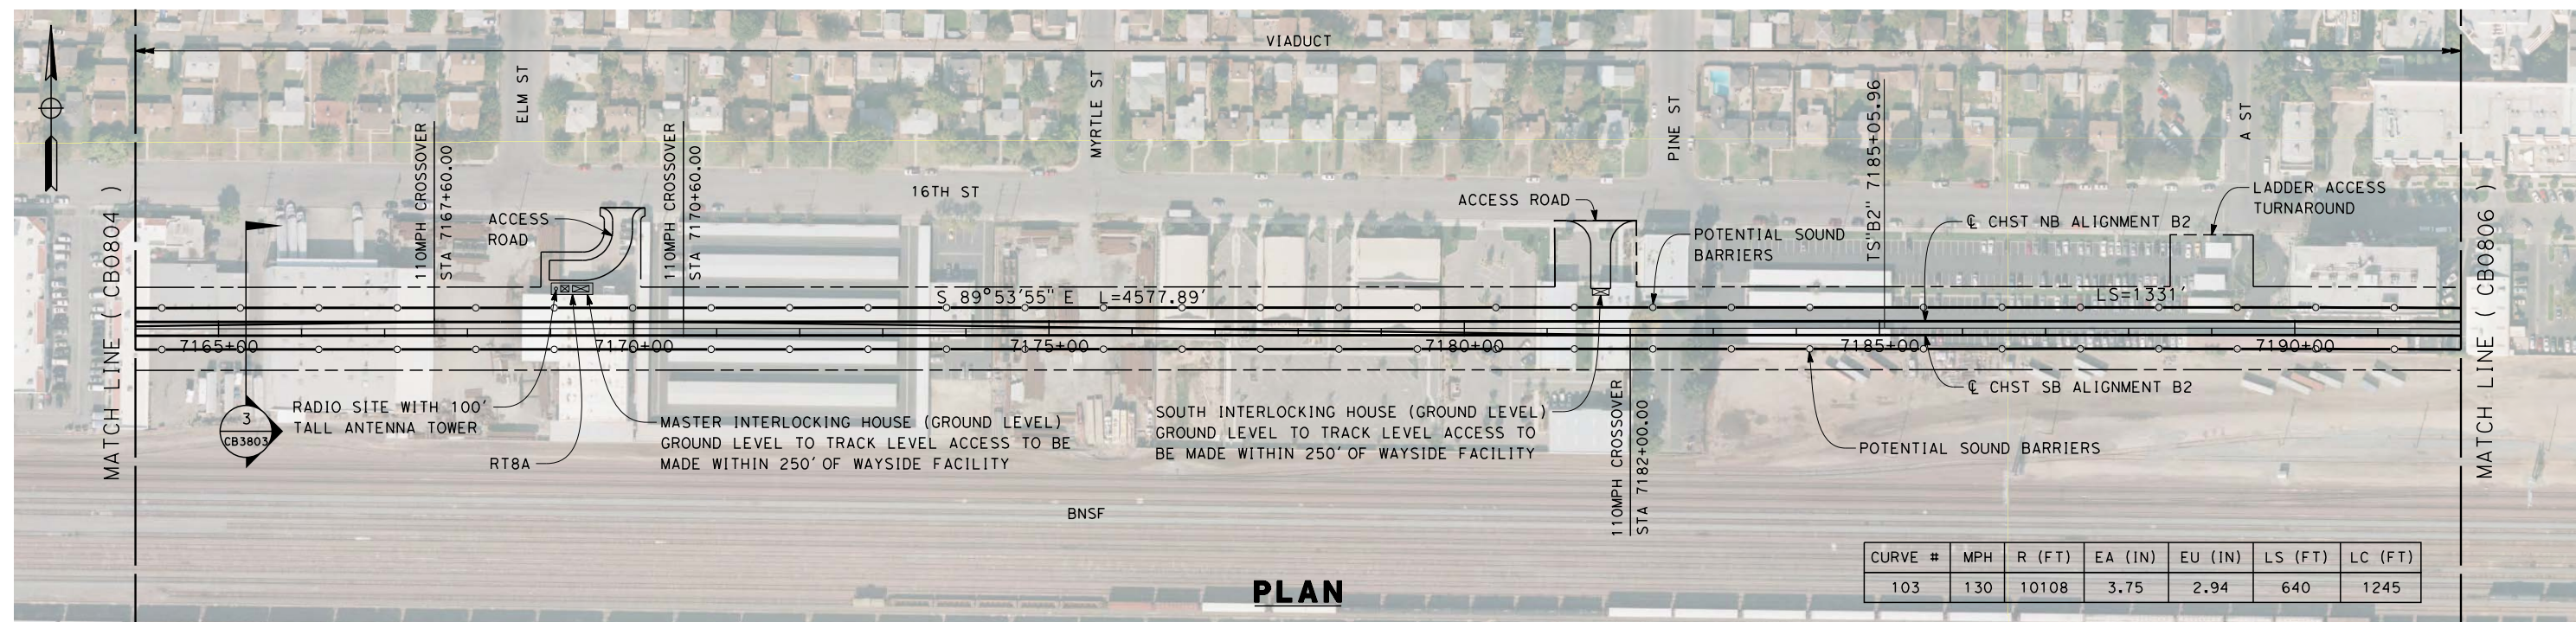 VIADUCT
ELM ST
MYRTLE ST
PINE ST
A ST
MATCH LINE ( CB0804 )
110MPH CROSSOVER
STA 7167+60.00
ACCESS
ROAD
110MPH CROSSOVER
STA 7170+60.00
16TH ST
ACCESS ROAD
POTENTIAL SOUND
BARRIERS
TS"B2" 7185+05.96
℄ CHST NB ALIGNMENT B2
LADDER ACCESS
TURNAROUND
MATCH LINE ( CB0806 )
S 89°53'55" E L=4577.89'
LS=1331'
7165+00
7170+00
7175+00
7180+00
7185+00
7190+00
3
CB3803
RADIO SITE WITH 100'
TALL ANTENNA TOWER
RT8A
MASTER INTERLOCKING HOUSE (GROUND LEVEL)
GROUND LEVEL TO TRACK LEVEL ACCESS TO BE
MADE WITHIN 250' OF WAYSIDE FACILITY
SOUTH INTERLOCKING HOUSE (GROUND LEVEL)
GROUND LEVEL TO TRACK LEVEL ACCESS TO
BE MADE WITHIN 250' OF WAYSIDE FACILITY
110MPH CROSSOVER
STA 7182+00.00
℄ CHST SB ALIGNMENT B2
POTENTIAL SOUND BARRIERS
BNSF
PLAN
CURVE # MPH R (FT) EA (IN) EU (IN) LS (FT) LC (FT)
103 130 10108 3.75 2.94 640 1245